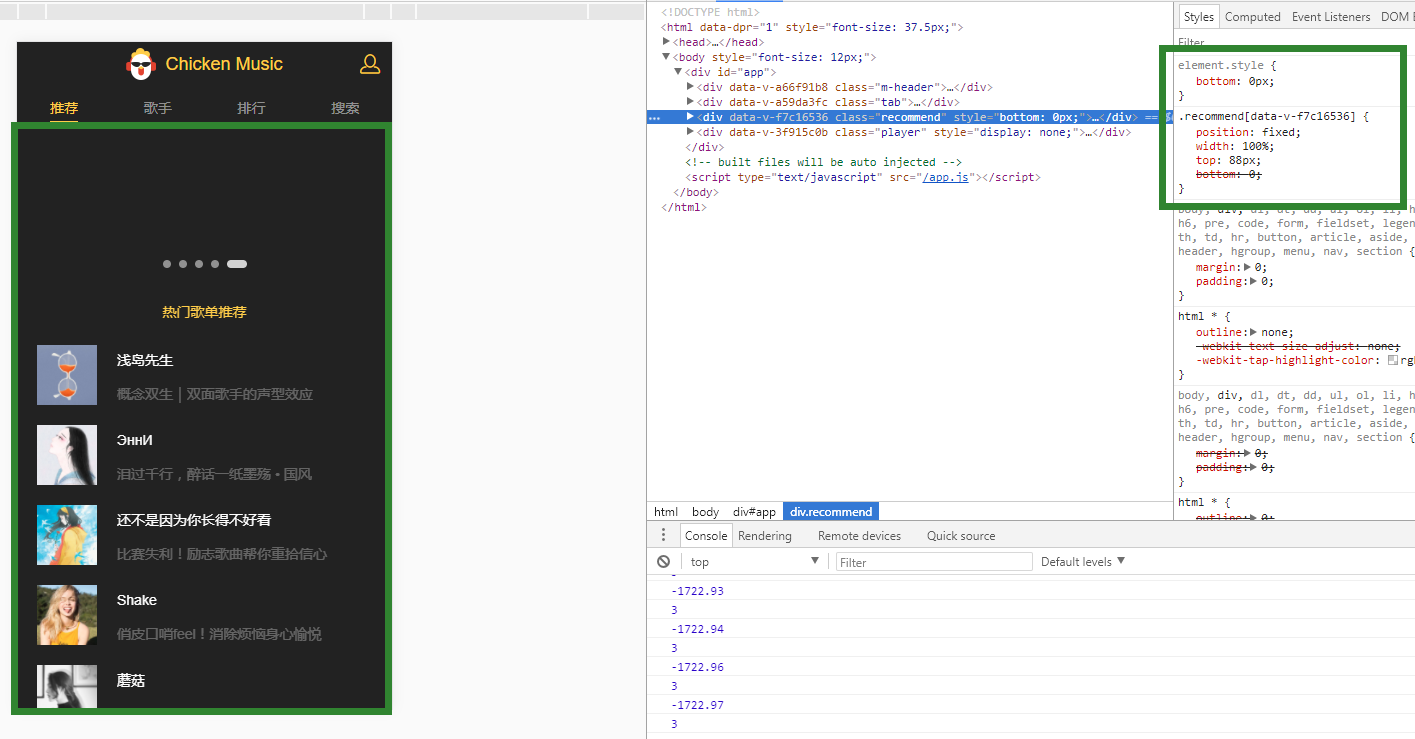 Chicken Music
推荐 歌手 排行 搜索
热门歌单推荐
浅岛先生
概念双生 | 双面歌手的声型效应
ЭннИ
泪过千行，醉话一纸墨殇 • 国风
还不是因为你长得不好看
比赛失利！励志歌曲帮你重拾信心
Shake
俏皮口哨feel！消除烦恼身心愉悦
蘑菇
<!DOCTYPE html>
<html data-dpr="1" style="font-size: 37.5px;">
<head>…</head>
<body style="font-size: 12px;">
<div id="app">
<div data-v-a66f91b8 class="m-header">…</div>
<div data-v-a59da3fc class="tab">…</div>
<div data-v-f7c16536 class="recommend" style="bottom: 0px;">…</div> ==
<div data-v-3f915c0b class="player" style="display: none;">…</div>
</div>
<!-- built files will be auto injected -->
<script type="text/javascript" src="/app.js"></script>
</body>
</html>
html body div#app div.recommend
Styles Computed Event Listeners DOM
Filter
element.style {
bottom: 0px;
}
.recommend[data-v-f7c16536] {
position: fixed;
width: 100%;
top: 88px;
bottom: 0;
}
body, div, dl, dt, dd, ul, ol, li, h
h6, pre, code, form, fieldset, legen
th, td, hr, button, article, aside,
header, hgroup, menu, nav, section {
margin: 0;
padding: 0;
}
html * {
outline: none;
-webkit-text-size-adjust: none;
-webkit-tap-highlight-color: rg
}
body, div, dl, dt, dd, ul, ol, li, h
h6, pre, code, form, fieldset, legen
th, td, hr, button, article, aside,
header, hgroup, menu, nav, section {
margin: 0;
padding: 0;
}
html * {
outline: 0;
Console Rendering Remote devices Quick source
top Filter Default levels
-1722.93
3
-1722.94
3
-1722.96
3
-1722.97
3